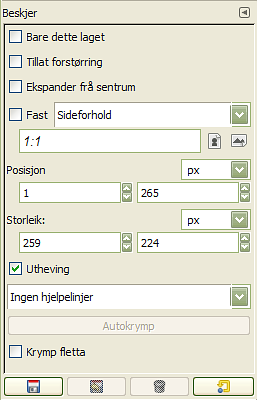 Beskjer
Bare dette laget
Tillat forstørring
Ekspander frå sentrum
Fast Sideforhold
1:1
Posisjon px
1 265
Storleik: px
259 224
Utheving
Ingen hjelpelinjer
Autokrymp
Krymp fletta